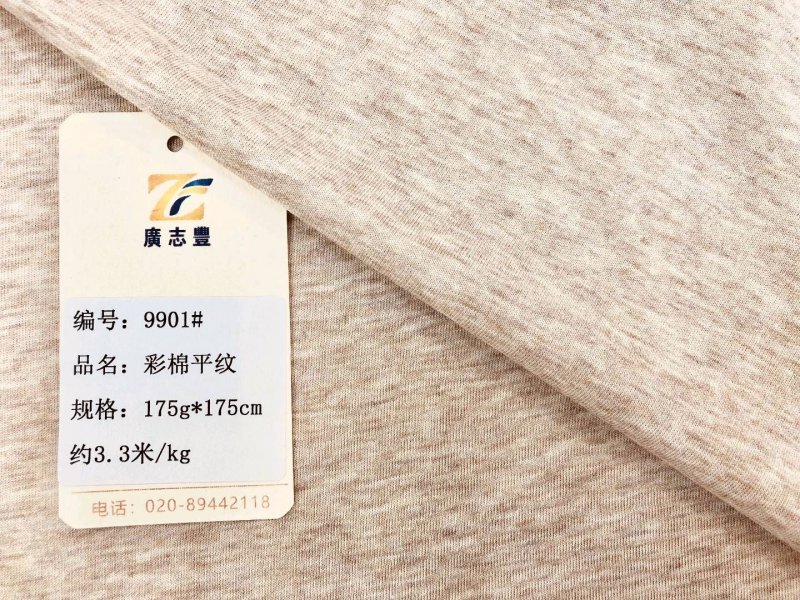 廣志豐
编号：9901#
品名：彩棉平纹
规格：175g*175cm
约3.3米/kg
电话：020-89442118